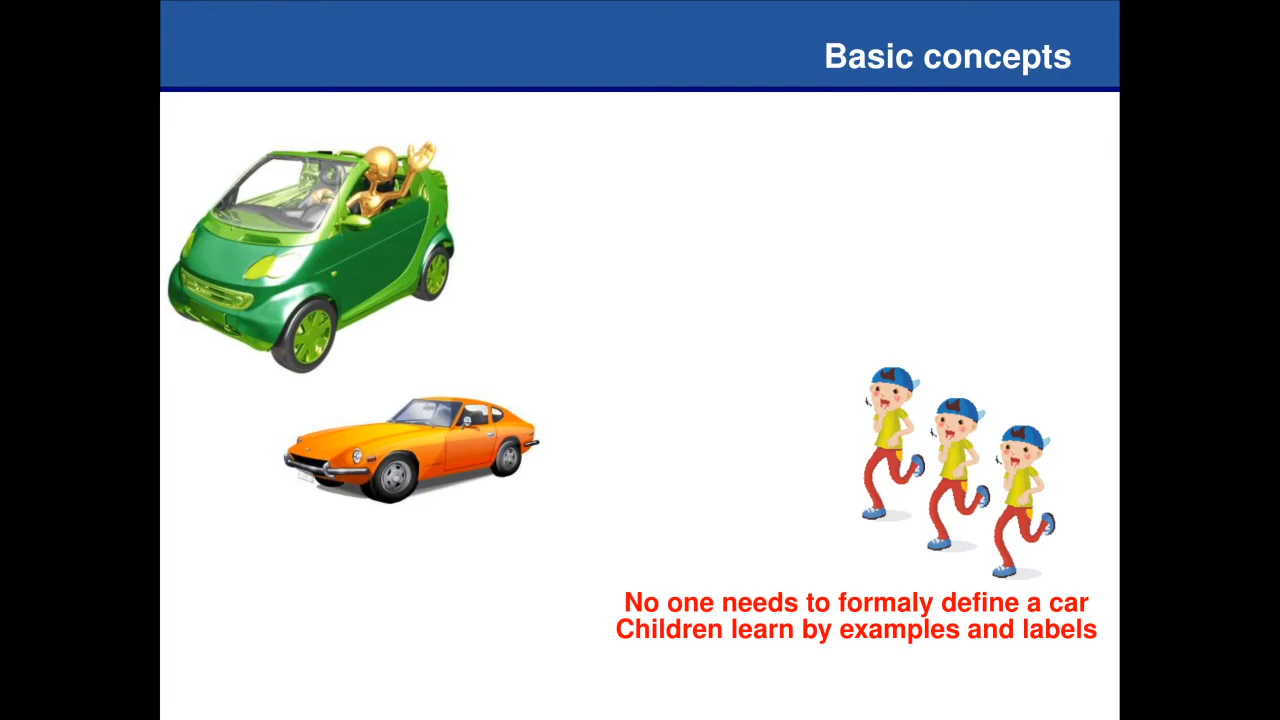 Basic concepts
No one needs to formaly define a car
Children learn by examples and labels